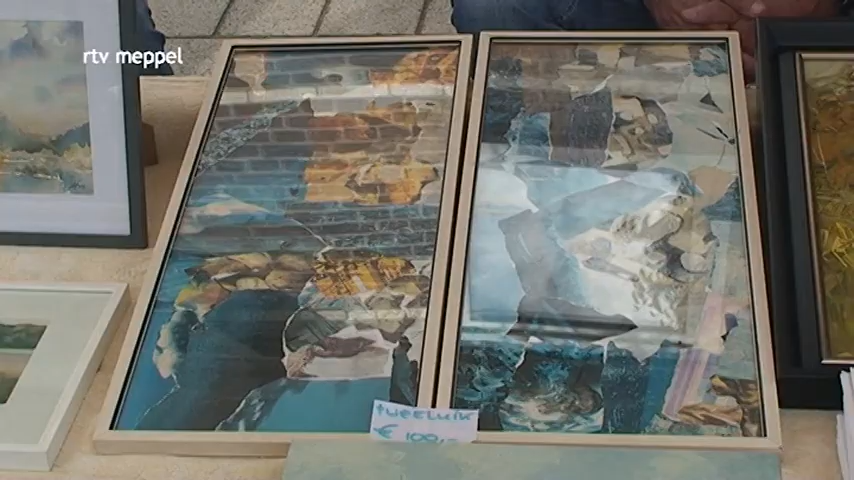 rtv meppel
tweeluik
€ 100,-